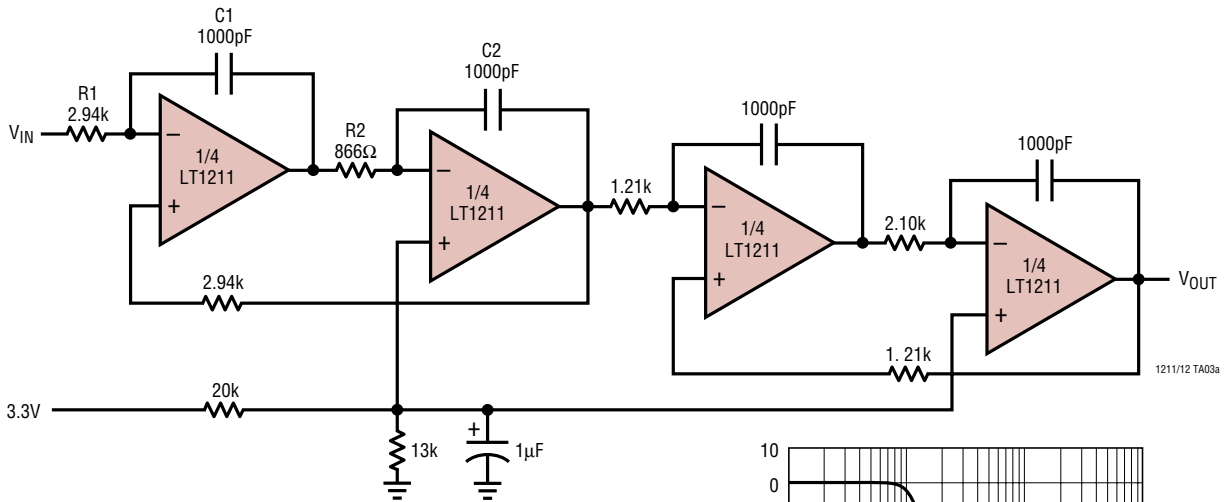 C1
1000pF
R1
2.94k
VIN
–
1/4
LT1211
+
2.94k
R2
866Ω
C2
1000pF
–
1/4
LT1211
+
1.21k
1000pF
–
1/4
LT1211
+
2.10k
1000pF
–
1/4
LT1211
+
VOUT
1. 21k
1211/12 TA03a
3.3V
20k
13k
+
1µF
10
0